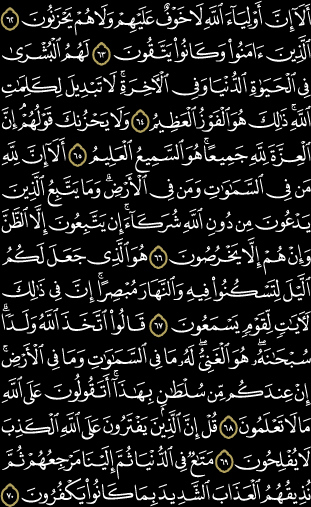 أَلَآ إِنَّ أَوْلِيَآءَ ٱللَّهِ لَا خَوْفٌ عَلَيْهِمْ وَلَا هُمْ يَحْزَنُونَ ٦٢
ٱلَّذِينَ ءَامَنُوا۟ وَكَانُوا۟ يَتَّقُونَ ٦٣ لَهُمُ ٱلْبُشْرَىٰ
فِى ٱلْحَيَوٰةِ ٱلدُّنْيَا وَفِى ٱلْـَٔاخِرَةِ ۚ لَا تَبْدِيلَ لِكَلِمَـٰتِ
ٱللَّهِ ۚ ذَٰلِكَ هُوَ ٱلْفَوْزُ ٱلْعَظِيمُ ٦٤ وَلَا يَحْزُنكَ قَوْلُهُمْ ۘ إِنَّ
ٱلْعِزَّةَ لِلَّهِ جَمِيعًا ۚ هُوَ ٱلسَّمِيعُ ٱلْعَلِيمُ ٦٥ أَلَآ إِنَّ لِلَّهِ
مَن فِى ٱلسَّمَـٰوَٰتِ وَمَن فِى ٱلْأَرْضِ ۗ وَمَا يَتَّبِعُ ٱلَّذِينَ
يَدْعُونَ مِن دُونِ ٱللَّهِ شُرَكَآءَ ۚ إِن يَتَّبِعُونَ إِلَّا ٱلظَّنَّ
وَإِنْ هُمْ إِلَّا يَخْرُصُونَ ٦٦ هُوَ ٱلَّذِى جَعَلَ لَكُمُ
ٱلَّيْلَ لِتَسْكُنُوا۟ فِيهِ وَٱلنَّهَارَ مُبْصِرًا ۚ إِنَّ فِى ذَٰلِكَ
لَـَٔايَـٰتٍ لِّقَوْمٍ يَسْمَعُونَ ٦٧ قَالُوا۟ ٱتَّخَذَ ٱللَّهُ وَلَدًا ۗ
سُبْحَـٰنَهُۥ ۖ هُوَ ٱلْغَنِىُّ ۖ لَهُۥ مَا فِى ٱلسَّمَـٰوَٰتِ وَمَا فِى ٱلْأَرْضِ ۚ
إِنْ عِندَكُم مِّن سُلْطَـٰنٍۭ بِهَـٰذَآ ۚ أَتَقُولُونَ عَلَى ٱللَّهِ
مَا لَا تَعْلَمُونَ ٦٨ قُلْ إِنَّ ٱلَّذِينَ يَفْتَرُونَ عَلَى ٱللَّهِ ٱلْكَذِبَ
لَا يُفْلِحُونَ ٦٩ مَتَـٰعٌ فِى ٱلدُّنْيَا ثُمَّ إِلَيْنَا مَرْجِعُهُمْ ثُمَّ
نُذِيقُهُمُ ٱلْعَذَابَ ٱلشَّدِيدَ بِمَا كَانُوا۟ يَكْفُرُونَ ٧٠